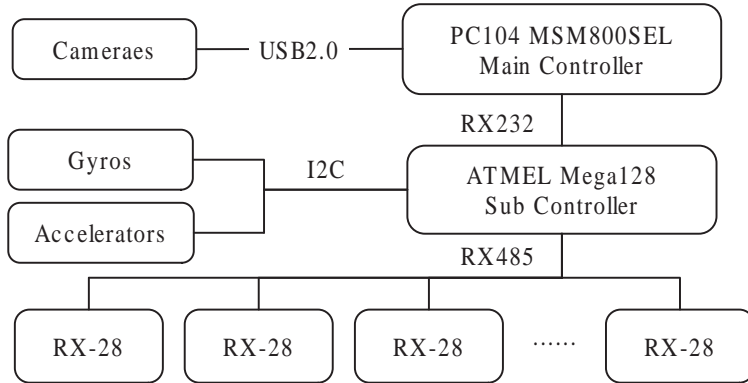 Cameraes
USB2.0
PC104 MSM800SEL
Main Controller
RX232
Gyros
I2C
ATMEL Mega128
Sub Controller
Accelerators
RX485
RX-28
RX-28
RX-28
......
RX-28